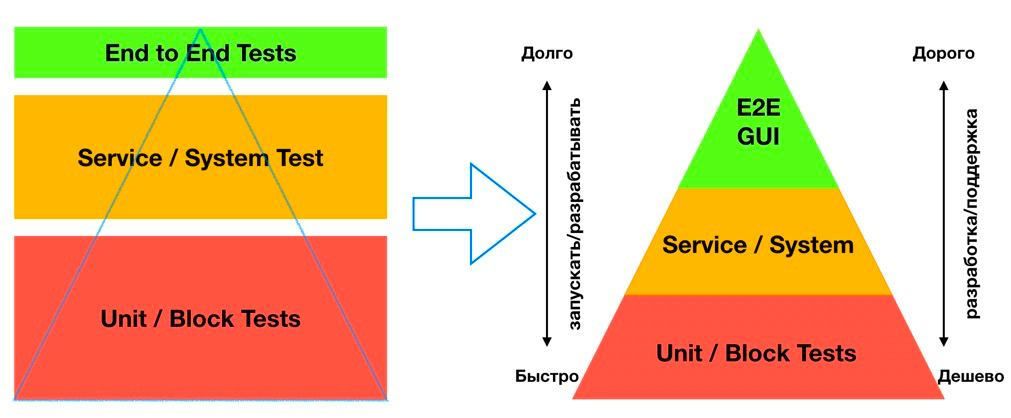 End to End Tests
Service / System Test
Unit / Block Tests
Долго
запускать/разрабатывать
Быстро
E2E
GUI
Service / System
Unit / Block Tests
Дорого
разработка/поддержка
Дешево